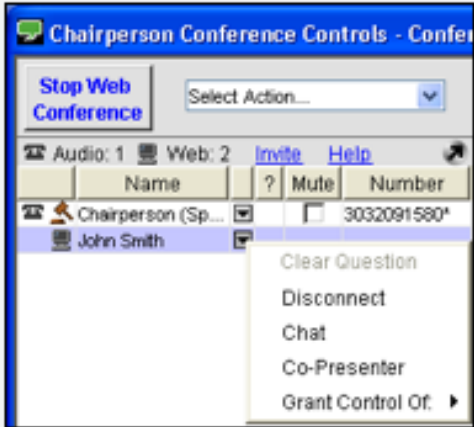 Chairperson Conference Controls - Confer
Stop Web
Conference
Select Action...
Audio: 1 Web: 2 Invite Help
Name ? Mute Number
Chairperson (Sp... 3032091580*
John Smith
Clear Question
Disconnect
Chat
Co-Presenter
Grant Control Of: